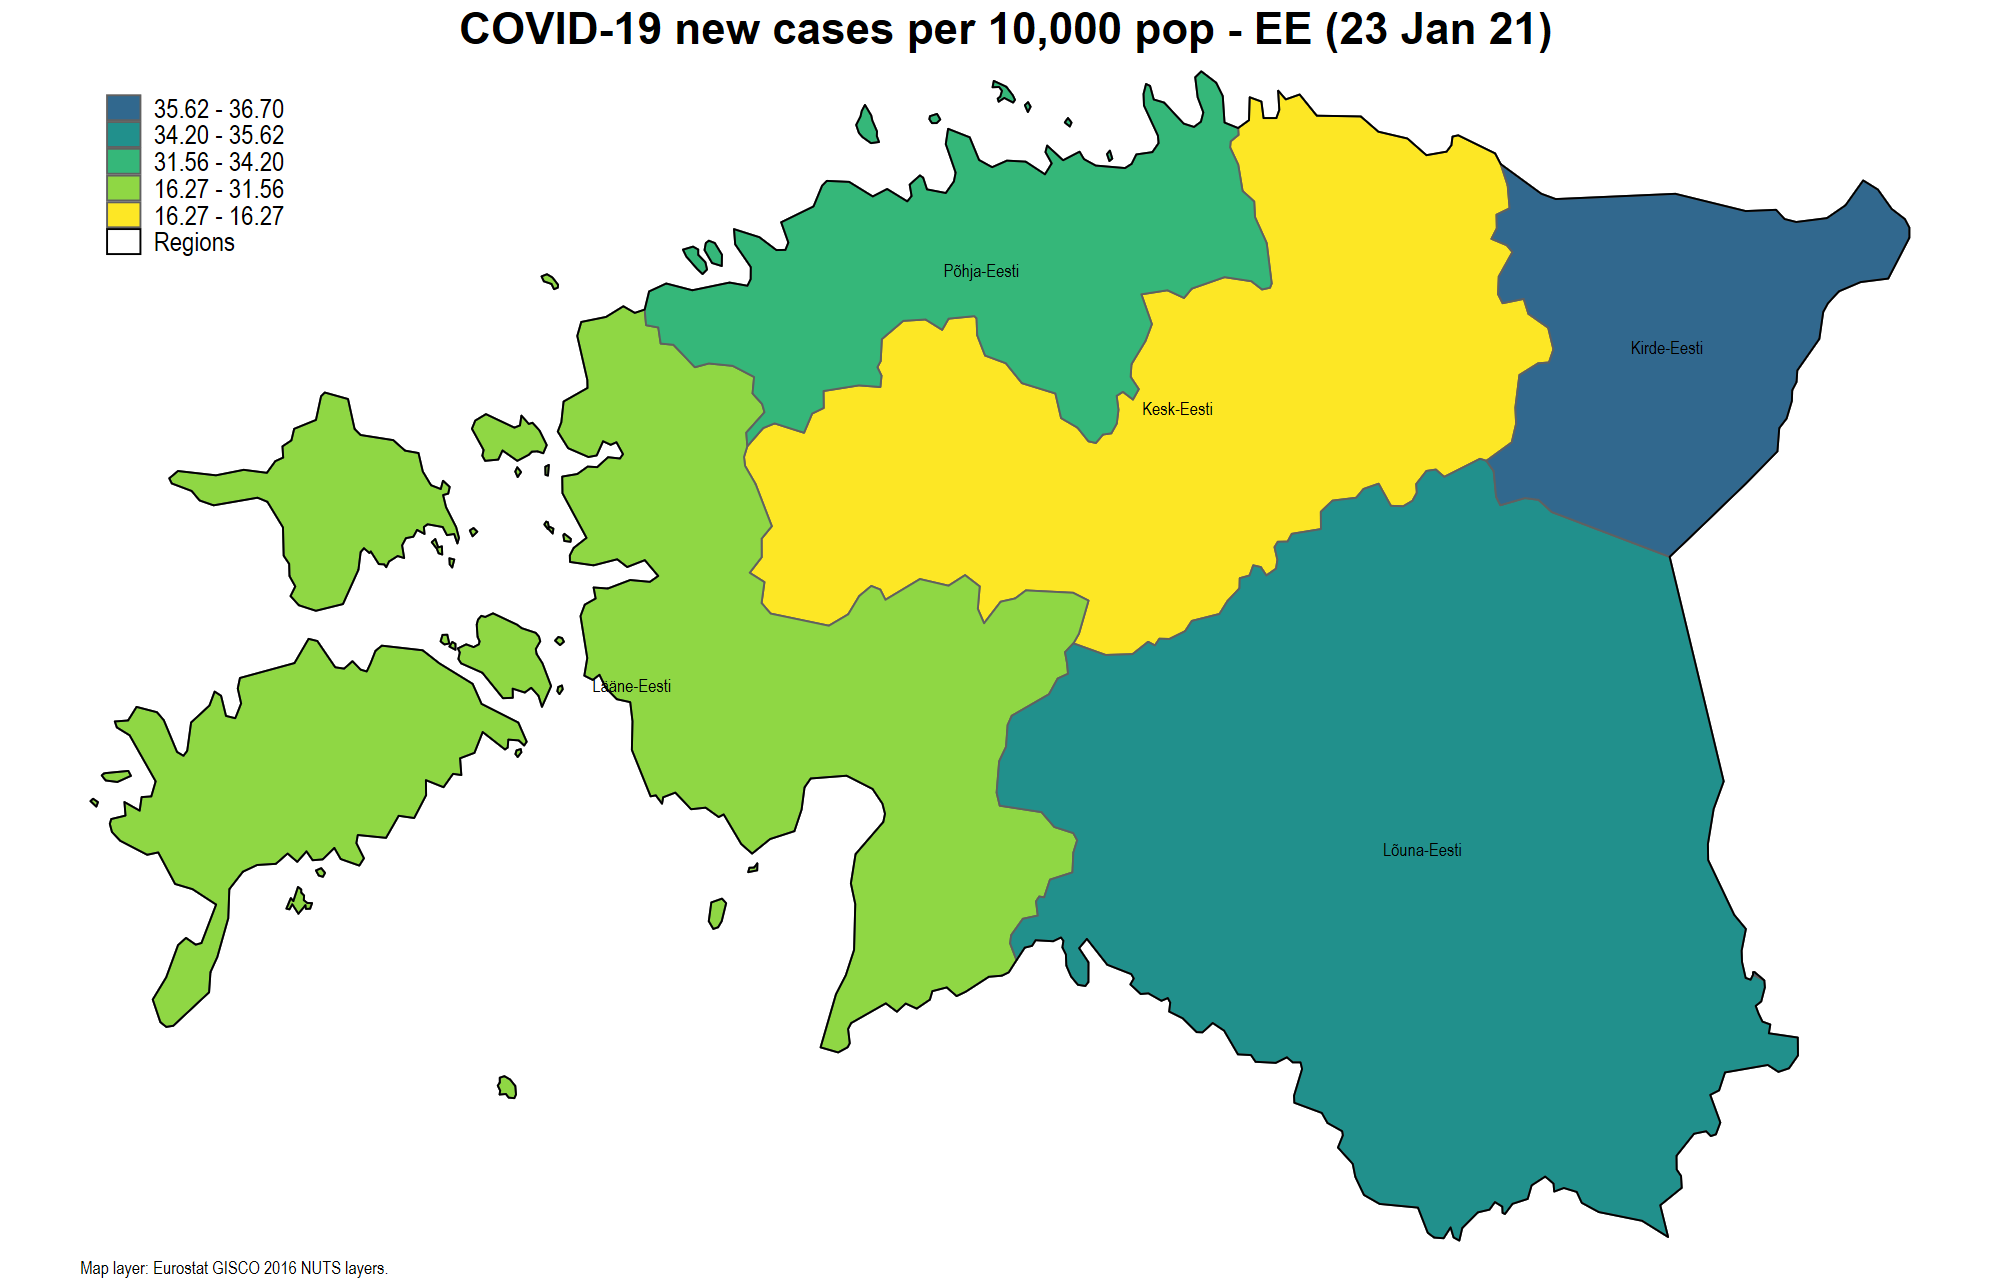 COVID-19 new cases per 10,000 pop - EE (23 Jan 21)
35.62 - 36.70
34.20 - 35.62
31.56 - 34.20
16.27 - 31.56
16.27 - 16.27
Regions
Põhja-Eesti
Kirde-Eesti
Kesk-Eesti
Lääne-Eesti
Lõuna-Eesti
Map layer: Eurostat GISCO 2016 NUTS layers.